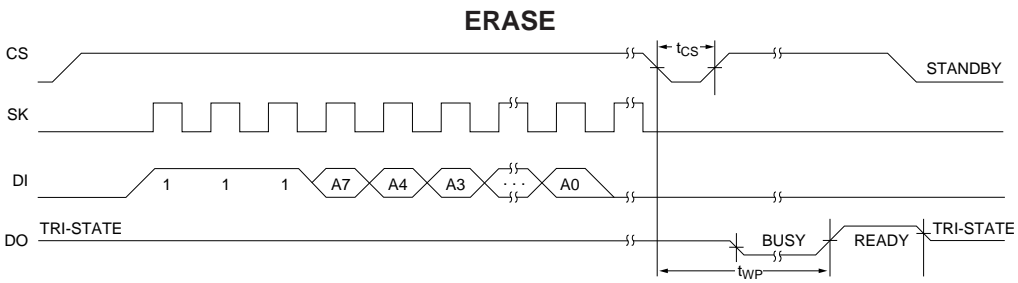 ERASE
CS
tCS
STANDBY
SK
DI
1 1 1 A7 A4 A3 ... A0
DO
TRI-STATE
BUSY
READY
TRI-STATE
tWP